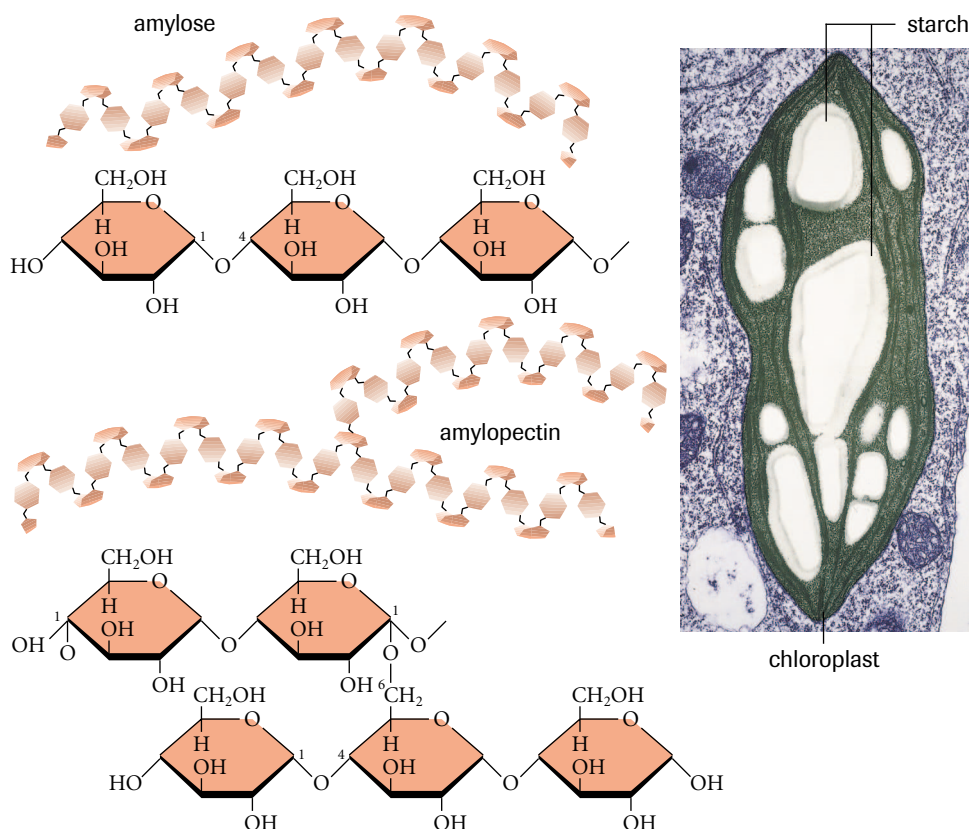 amylose
starch
CH₂OH CH₂OH CH₂OH
O O O
H H H
OH 1 4 OH OH
HO O O O
OH OH OH
amylopectin
CH₂OH CH₂OH
O O
1 H H 1
OH OH
OH O O O O
OH OH 6 CH₂
chloroplast
CH₂OH CH₂OH
O O O
H H H
OH 1 4 OH OH
HO O O OH
OH OH OH